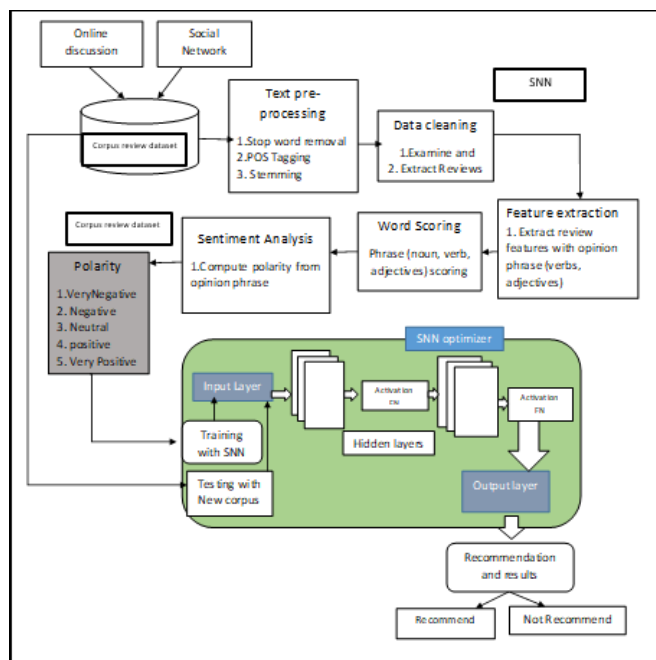 Online
discussion
Social
Network
SNN
Text pre-
processing
1.Stop word removal
2.POS Tagging
3. Stemming
Data cleaning
1.Examine and
2. Extract Reviews
Corpus review dataset
Corpus review dataset
Feature extraction
1. Extract review
features with opinion
phrase (verbs,
adjectives)
Word Scoring
Phrase (noun, verb,
adjectives) scoring
Sentiment Analysis
1.Compute polarity from
opinion phrase
Polarity
1.VeryNegative
2. Negative
3. Neutral
4. positive
5. Very Positive
SNN optimizer
Input Layer
Activation
FN
Activation
FN
Hidden layers
Training
with SNN
Testing with
New corpus
Output layer
Recommendation
and results
Recommend
Not Recommend